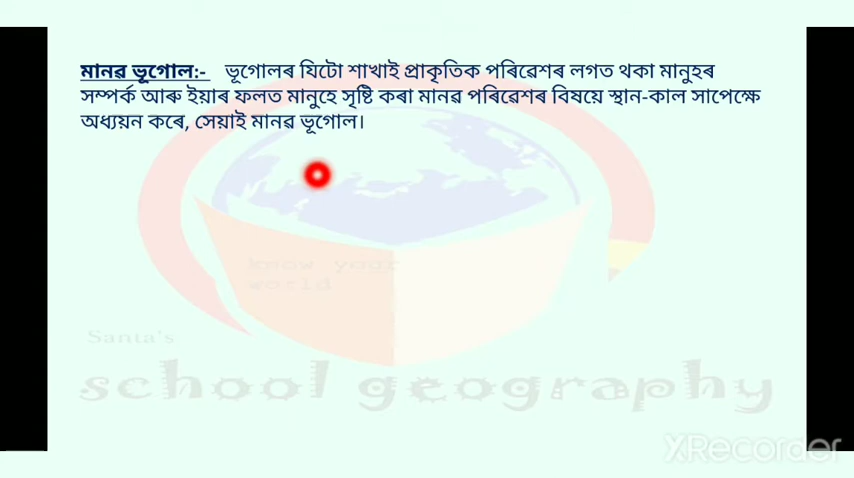 মানৱ ভূগোল:- ভূগোলৰ যিটো শাখাই প্ৰাকৃতিক পৰিৱেশৰ লগত থকা মানুহৰ
সম্পৰ্ক আৰু ইয়াৰ ফলত মানুহে সৃষ্টি কৰা মানৱ পৰিৱেশৰ বিষয়ে স্থান-কাল সাপেক্ষে
অধ্যয়ন কৰে, সেয়াই মানৱ ভূগোল।
know your
world
Santa's
school geography
XRecorder